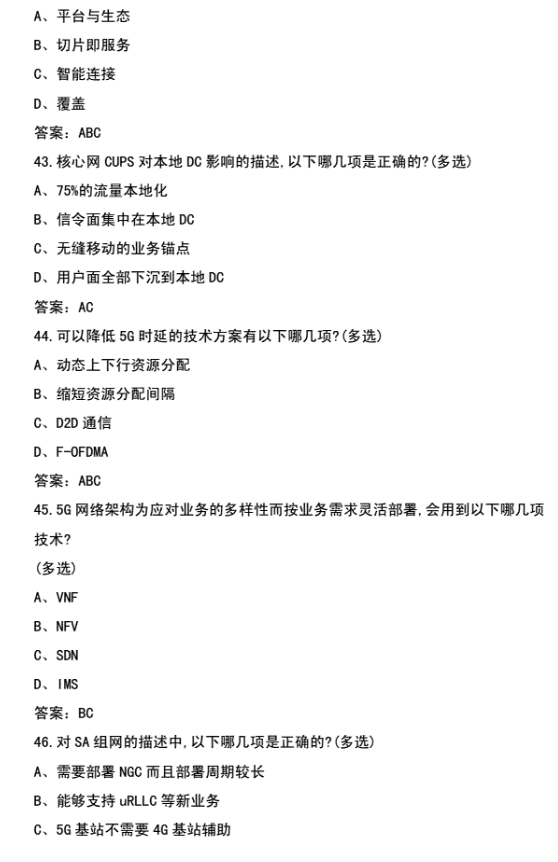 A、平台与生态
B、切片即服务
C、智能连接
D、覆盖
答案: ABC
43.核心网 CUPS 对本地 DC 影响的描述,以下哪几项是正确的?(多选)
A、75%的流量本地化
B、信令面集中在本地 DC
C、无缝移动的业务锚点
D、用户面全部下沉到本地 DC
答案: AC
44.可以降低 5G 时延的技术方案有以下哪几项?(多选)
A、动态上下行资源分配
B、缩短资源分配间隔
C、D2D 通信
D、F-OFDMA
答案: ABC
45.5G 网络架构为应对业务的多样性而按业务需求灵活部署,会用到以下哪几项
技术?
(多选)
A、VNF
B、NFV
C、SDN
D、IMS
答案: BC
46.对 SA 组网的描述中,以下哪几项是正确的?(多选)
A、需要部署 NGC 而且部署周期较长
B、能够支持 uRLLC 等新业务
C、5G 基站不需要 4G 基站辅助